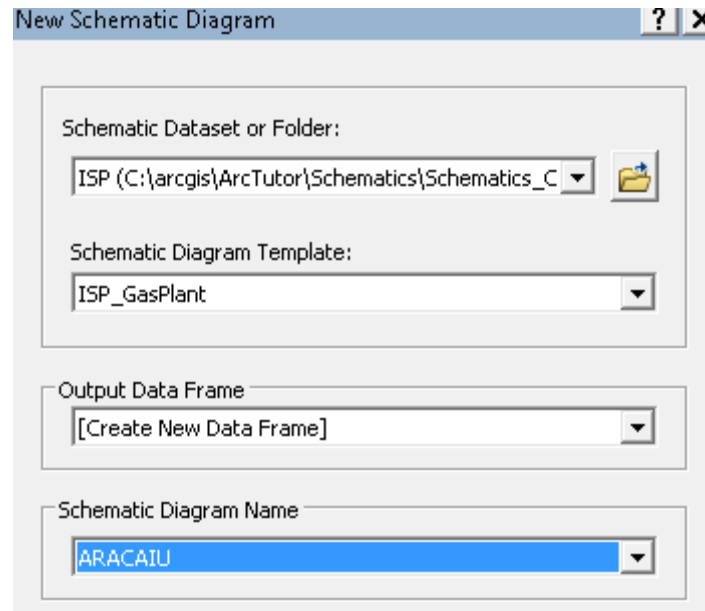 New Schematic Diagram ? X
Schematic Dataset or Folder:
ISP (C:\arcgis\ArcTutor\Schematics\Schematics_C
Schematic Diagram Template:
ISP_GasPlant
Output Data Frame
[Create New Data Frame]
Schematic Diagram Name
ARACAIU